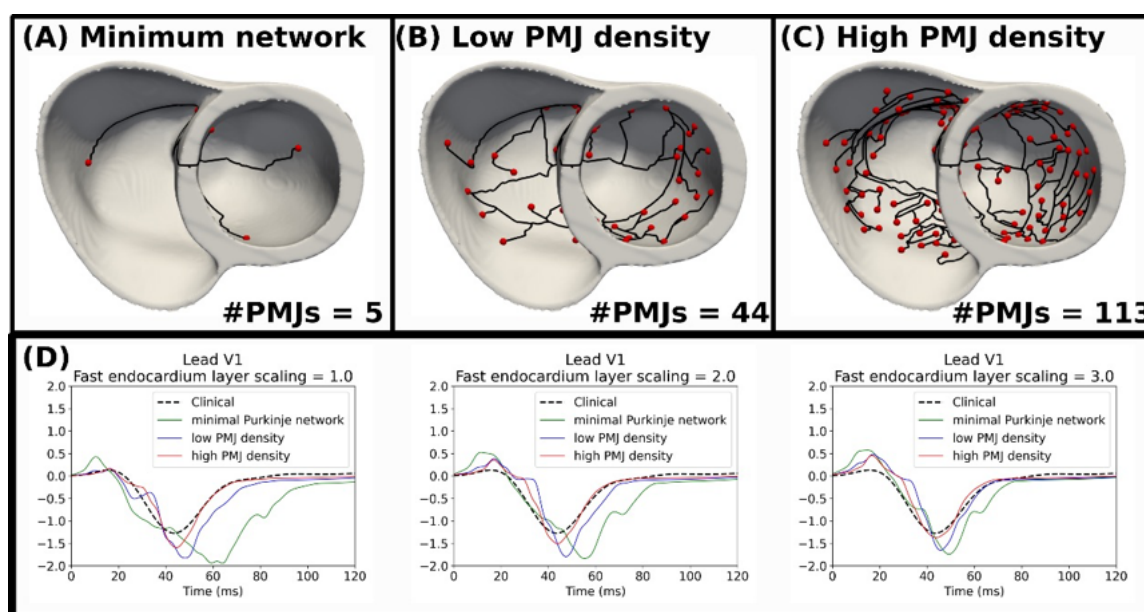 (A) Minimum network
(B) Low PMJ density
(C) High PMJ density
#PMJs = 5
#PMJs = 44
#PMJs = 113
(D)
Lead V1
Fast endocardium layer scaling = 1.0
2.0
1.5
1.0
0.5
0.0
−0.5
−1.0
−1.5
−2.0
Clinical
minimal Purkinje network
low PMJ density
high PMJ density
0 20 40 60 80 100 120
Time (ms)
Lead V1
Fast endocardium layer scaling = 2.0
2.0
1.5
1.0
0.5
0.0
−0.5
−1.0
−1.5
−2.0
Clinical
minimal Purkinje network
low PMJ density
high PMJ density
0 20 40 60 80 100 120
Time (ms)
Lead V1
Fast endocardium layer scaling = 3.0
2.0
1.5
1.0
0.5
0.0
−0.5
−1.0
−1.5
−2.0
Clinical
minimal Purkinje network
low PMJ density
high PMJ density
0 20 40 60 80 100 120
Time (ms)